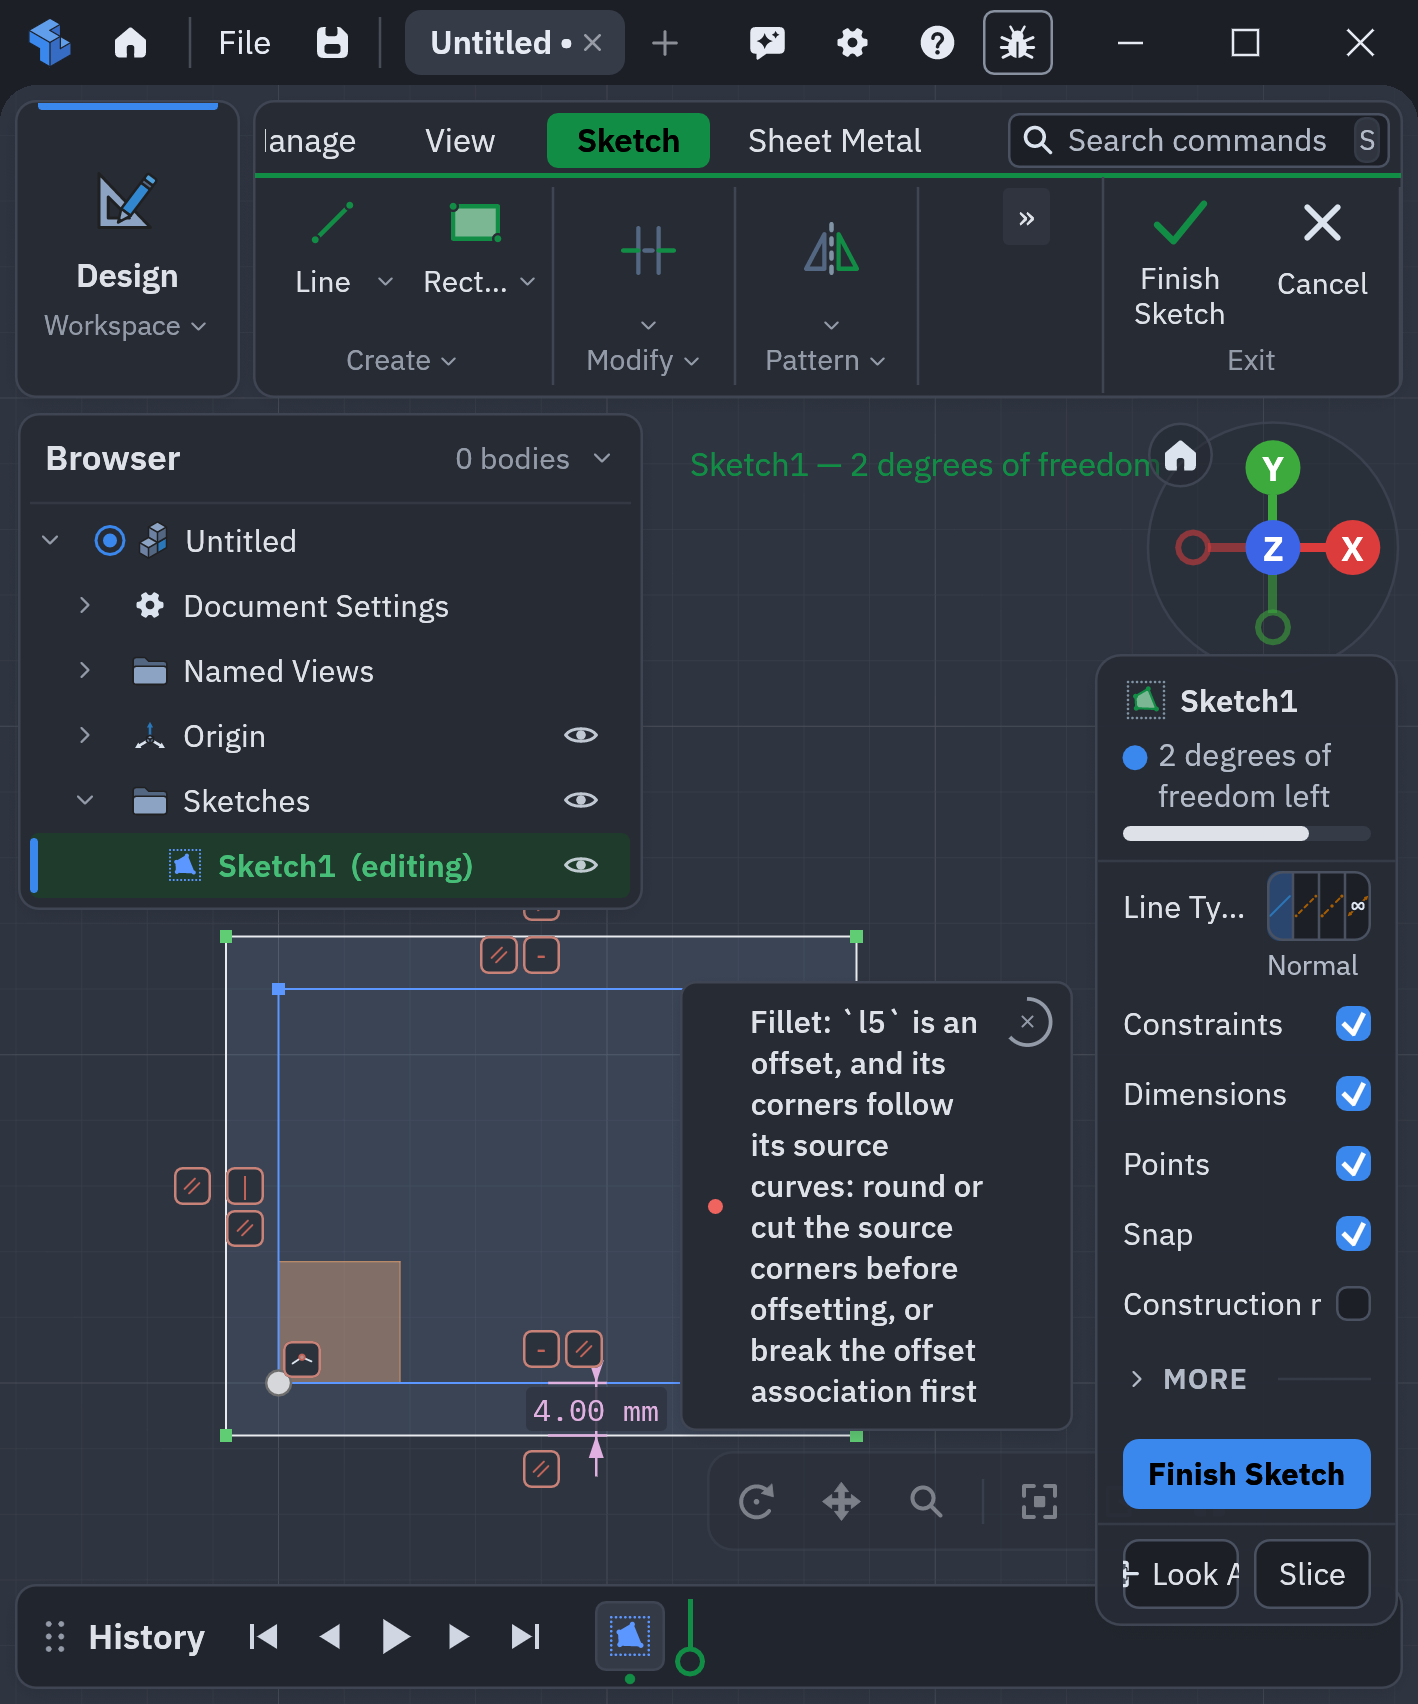 File
Untitled •
anage
View
Sketch
Sheet Metal
Search commands
S
Design
Workspace
Line
Rect...
Create
Modify
Pattern
»
Finish
Sketch
Cancel
Exit
Browser
0 bodies
Sketch1 — 2 degrees of freedom
Y
Z
X
Untitled
Document Settings
Named Views
Origin
Sketches
Sketch1 (editing)
Sketch1
2 degrees of
freedom left
Line Ty...
∞
Normal
Constraints
Dimensions
Points
Snap
Construction r
MORE
Finish Sketch
Look A
Slice
Fillet: `l5` is an
offset, and its
corners follow
its source
curves: round or
cut the source
corners before
offsetting, or
break the offset
association first
4.00 mm
History